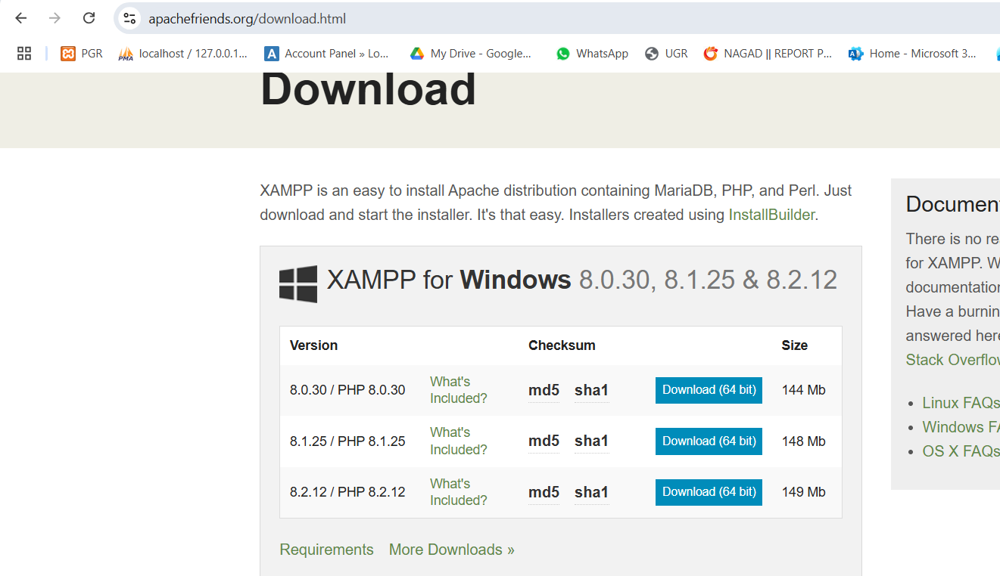 apachefriends.org/download.html
PGR
PMA
localhost / 127.0.0.1...
A
Account Panel » Lo...
My Drive - Google...
WhatsApp
UGR
NAGAD || REPORT P...
Home - Microsoft 3...
Download
XAMPP is an easy to install Apache distribution containing MariaDB, PHP, and Perl. Just
download and start the installer. It's that easy. Installers created using InstallBuilder.
XAMPP for Windows 8.0.30, 8.1.25 & 8.2.12
Version Checksum Size
8.0.30 / PHP 8.0.30 What's Included? md5 sha1 Download (64 bit) 144 Mb
8.1.25 / PHP 8.1.25 What's Included? md5 sha1 Download (64 bit) 148 Mb
8.2.12 / PHP 8.2.12 What's Included? md5 sha1 Download (64 bit) 149 Mb
Requirements More Downloads »
Documen
There is no re
for XAMPP. W
documentation
Have a burnin
answered here
Stack Overflow
Linux FAQs
Windows FA
OS X FAQs